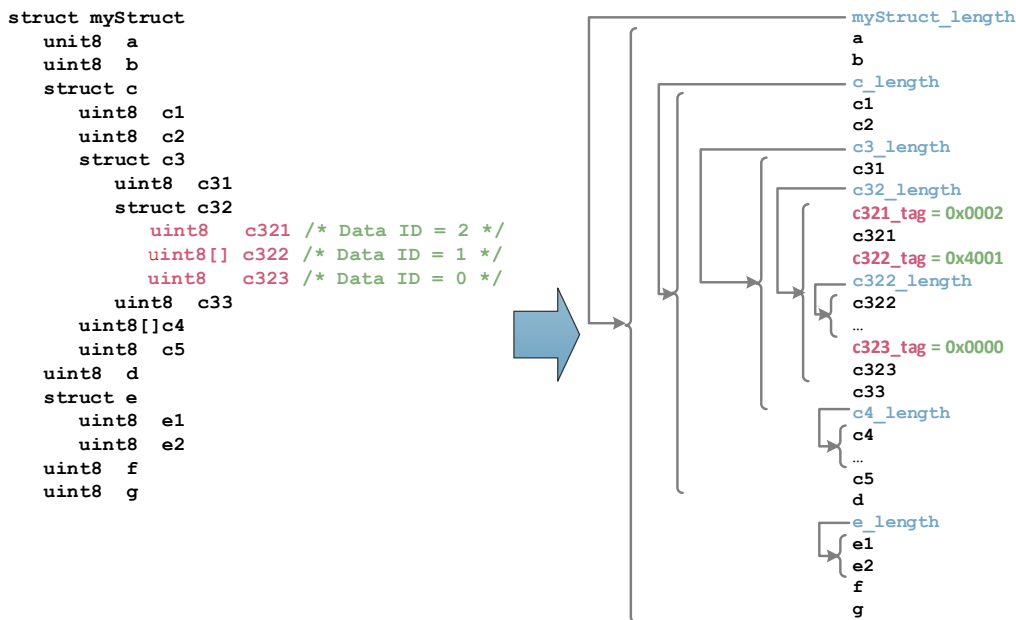 struct myStruct
unit8 a
uint8 b
struct c
uint8 c1
uint8 c2
struct c3
uint8 c31
struct c32
uint8 c321 /* Data ID = 2 */
uint8[] c322 /* Data ID = 1 */
uint8 c323 /* Data ID = 0 */
uint8 c33
uint8[]c4
uint8 c5
uint8 d
struct e
uint8 e1
uint8 e2
uint8 f
uint8 g
myStruct_length
a
b
c_length
c1
c2
c3_length
c31
c32_length
c321_tag = 0x0002
c321
c322_tag = 0x4001
c322_length
c322
…
c323_tag = 0x0000
c323
c33
c4_length
c4
…
c5
d
e_length
e1
e2
f
g